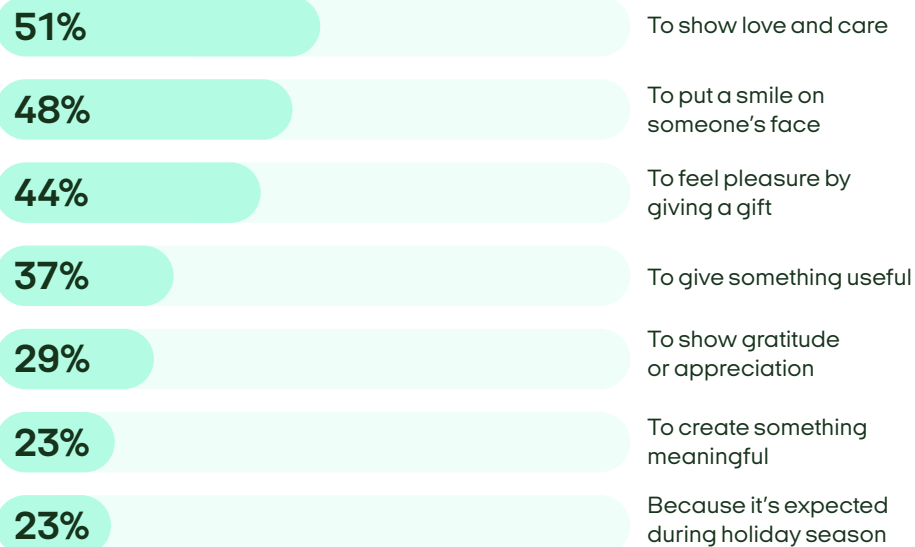 51%
To show love and care
48%
To put a smile on
someone's face
44%
To feel pleasure by
giving a gift
37%
To give something useful
29%
To show gratitude
or appreciation
23%
To create something
meaningful
23%
Because it's expected
during holiday season